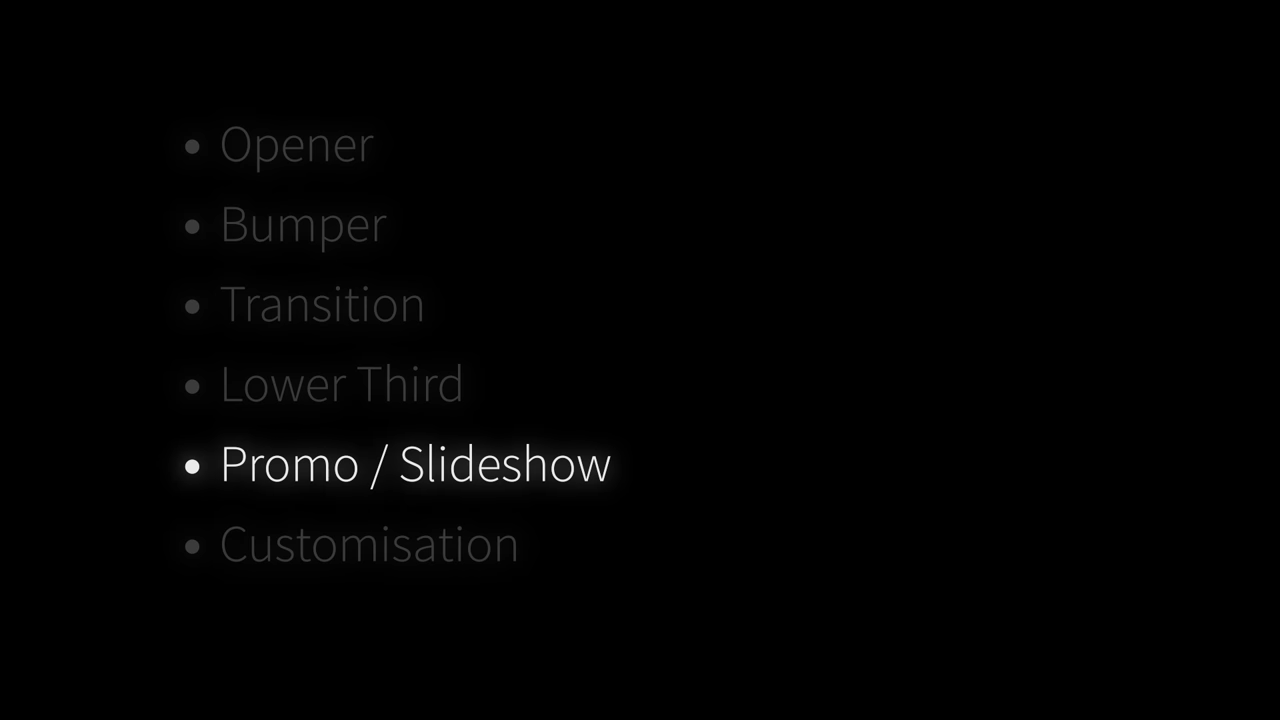 • Opener
• Bumper
• Transition
• Lower Third
• Promo / Slideshow
• Customisation